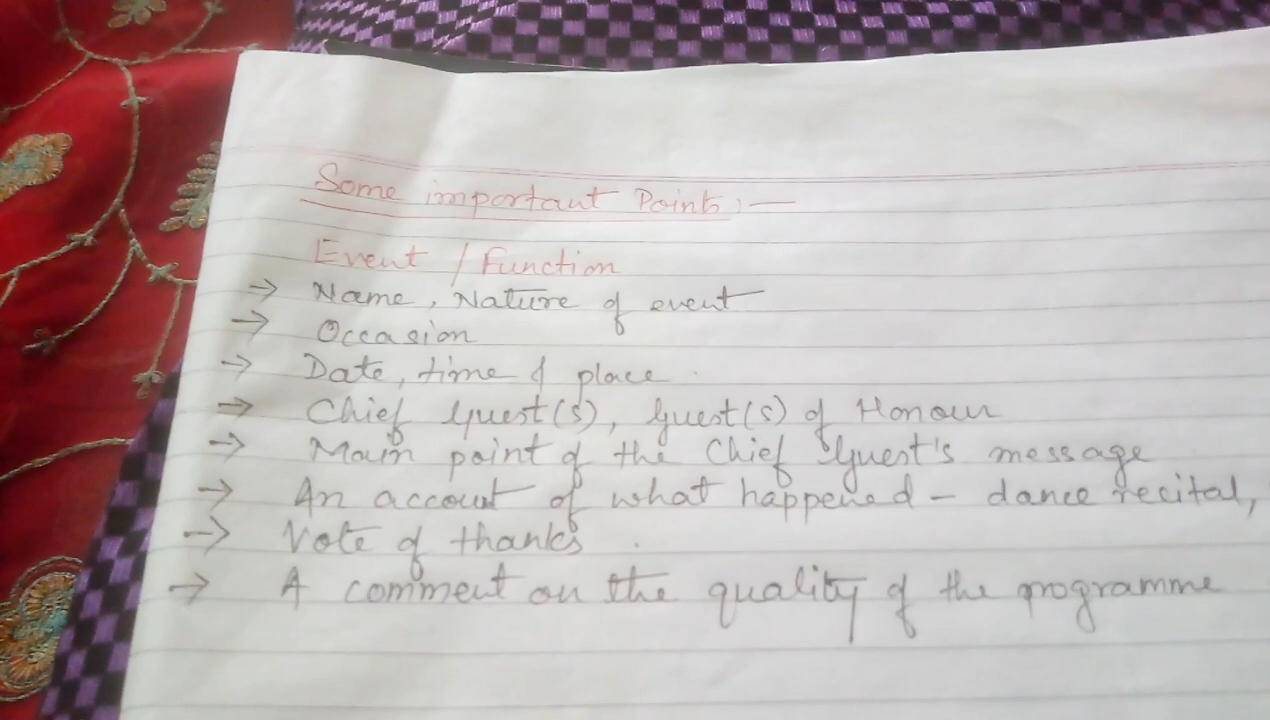 Some important Points :—
Event / Function
→ Name, Nature of event
→ Occasion
→ Date, time & place.
→ Chief guest(s), guest(s) of Honour
→ Main point of the Chief Guest's message
→ An account of what happened - dance recital,
→ Vote of thanks.
→ A comment on the quality of the programme